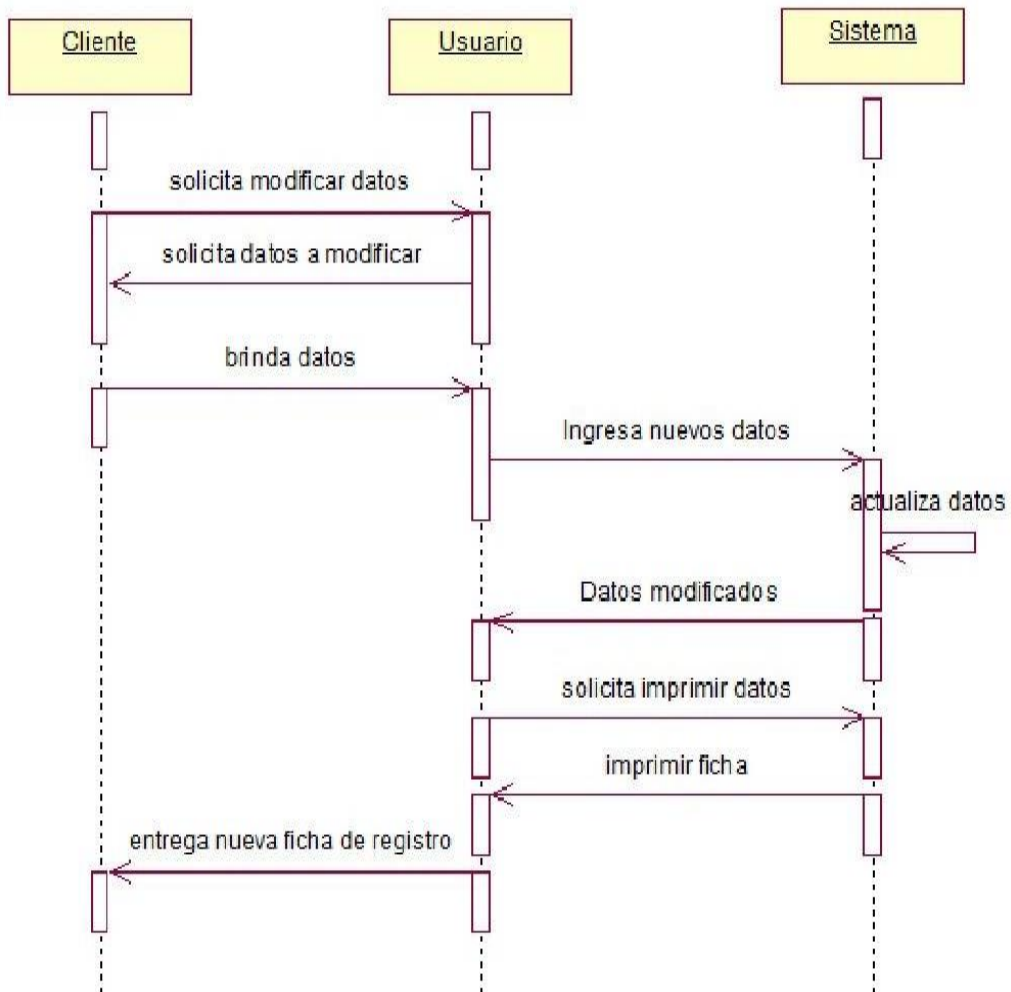 Cliente
Usuario
Sistema
solicita modificar datos
solicita datos a modificar
brinda datos
Ingresa nuevos datos
actualiza datos
Datos modificados
solicita imprimir datos
imprimir ficha
entrega nueva ficha de registro